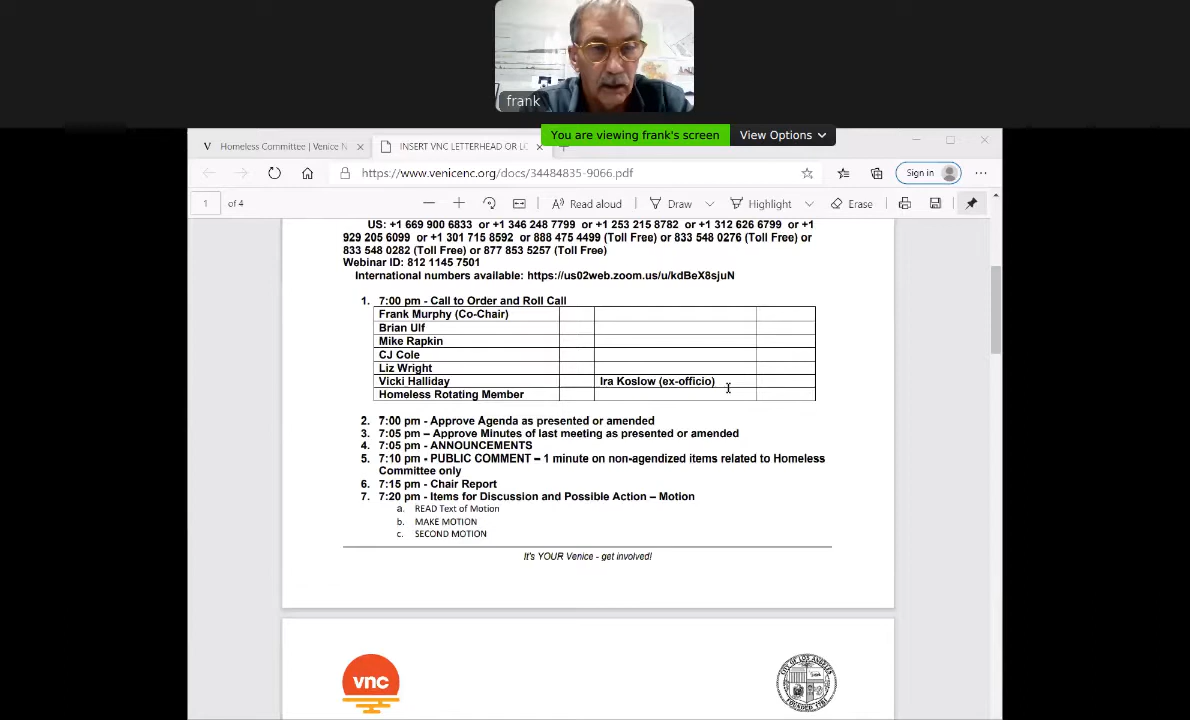 frank
You are viewing frank's screen
View Options
V Homeless Committee | Venice N
INSERT VNC LETTERHEAD OR LO
https://www.venicenc.org/docs/34484835-9066.pdf
Sign in
1 of 4
Read aloud
Draw
Highlight
Erase
US: +1 669 900 6833 or +1 346 248 7799 or +1 253 215 8782 or +1 312 626 6799 or +1
929 205 6099 or +1 301 715 8592 or 888 475 4499 (Toll Free) or 833 548 0276 (Toll Free) or
833 548 0282 (Toll Free) or 877 853 5257 (Toll Free)
Webinar ID: 812 1145 7501
International numbers available: https://us02web.zoom.us/u/kdBeX8sjuN
1. 7:00 pm - Call to Order and Roll Call
Frank Murphy (Co-Chair)
Brian Ulf
Mike Rapkin
CJ Cole
Liz Wright
Vicki Halliday Ira Koslow (ex-officio)
Homeless Rotating Member
2. 7:00 pm - Approve Agenda as presented or amended
3. 7:05 pm – Approve Minutes of last meeting as presented or amended
4. 7:05 pm - ANNOUNCEMENTS
5. 7:10 pm - PUBLIC COMMENT – 1 minute on non-agendized items related to Homeless
Committee only
6. 7:15 pm - Chair Report
7. 7:20 pm - Items for Discussion and Possible Action – Motion
a. READ Text of Motion
b. MAKE MOTION
c. SECOND MOTION
It's YOUR Venice - get involved!
vnc
CITY OF LOS ANGELES
FOUNDED 1781